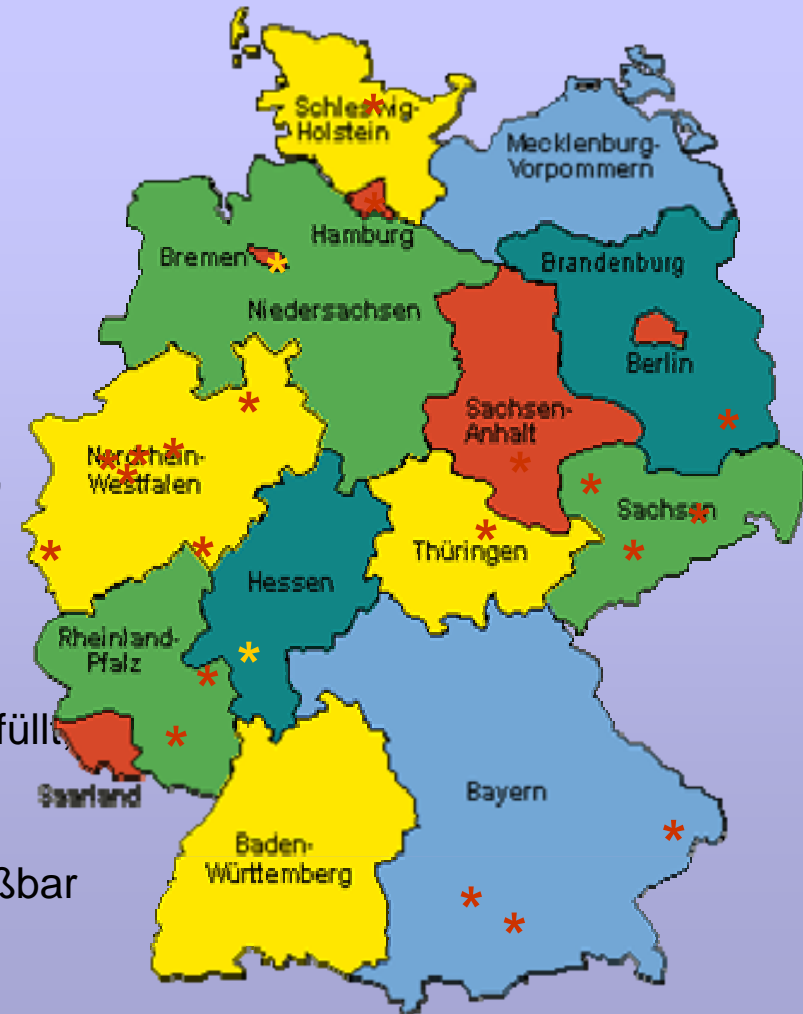 Schleswig-
Holstein
Mecklenburg-
Vorpommern
Hamburg
Bremen
Brandenburg
Niedersachsen
Berlin
Sachsen-
Anhalt
Nordrhein-
Westfalen
Sachsen
Thüringen
Hessen
Rheinland-
Pfalz
füllt
Saarland
Bayern
Baden-
Württemberg
ßbar